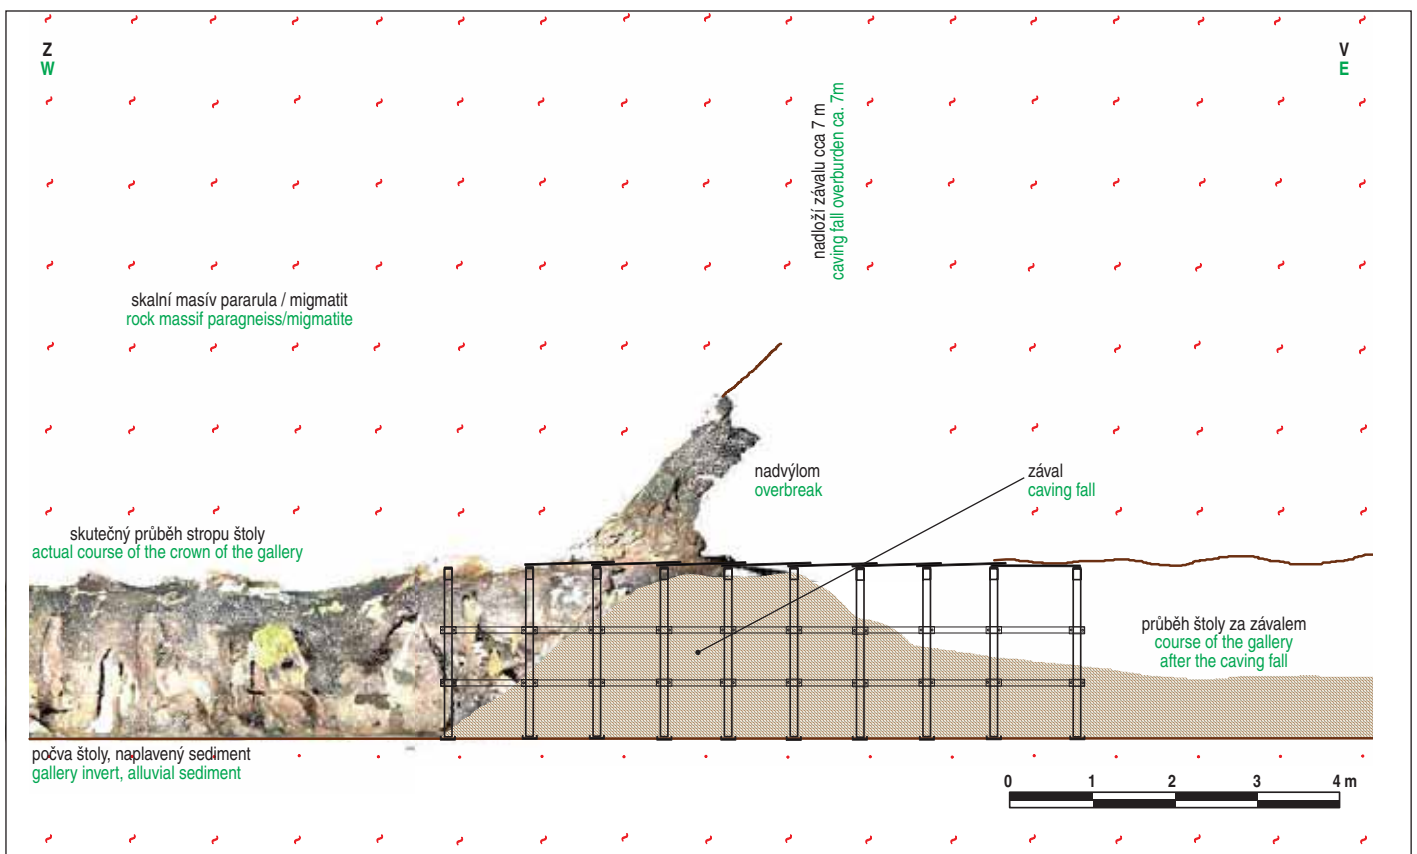 Z
W
V
E
nadloží závalu cca 7 m
caving fall overburden ca. 7m
skalní masív pararula / migmatit
rock massif paragneiss/migmatite
nadvýlom
overbreak
zával
caving fall
skutečný průběh stropu štoly
actual course of the crown of the gallery
průběh štoly za závalem
course of the gallery
after the caving fall
počva štoly, naplavený sediment
gallery invert, alluvial sediment
0 1 2 3 4 m